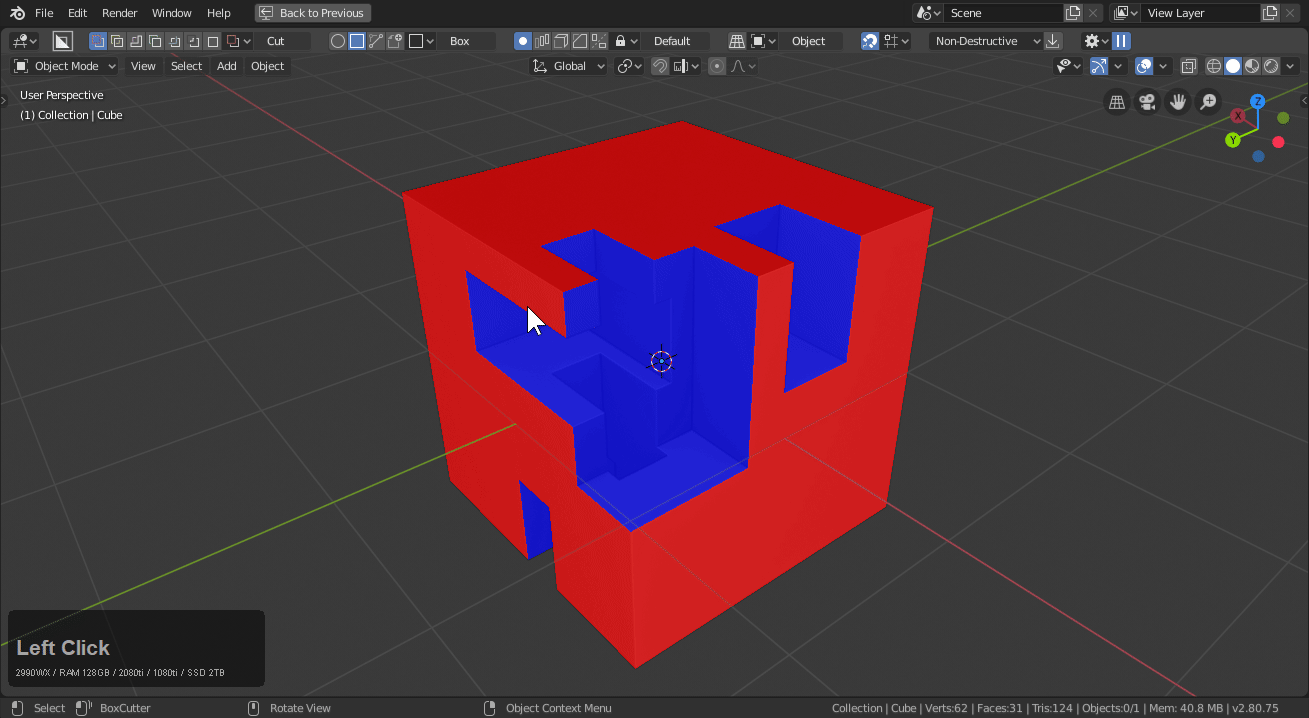 File Edit Render Window Help Back to Previous Scene View Layer
Cut Box Default Object Non-Destructive
Object Mode View Select Add Object Global
User Perspective
(1) Collection | Cube
Z
X
Y
Left Click
2990WX / RAM 128GB / 2080ti / 1080ti / SSD 2TB
Select BoxCutter Rotate View Object Context Menu Collection | Cube | Verts:62 | Faces:31 | Tris:124 | Objects:0/1 | Mem: 40.8 MB | v2.80.75